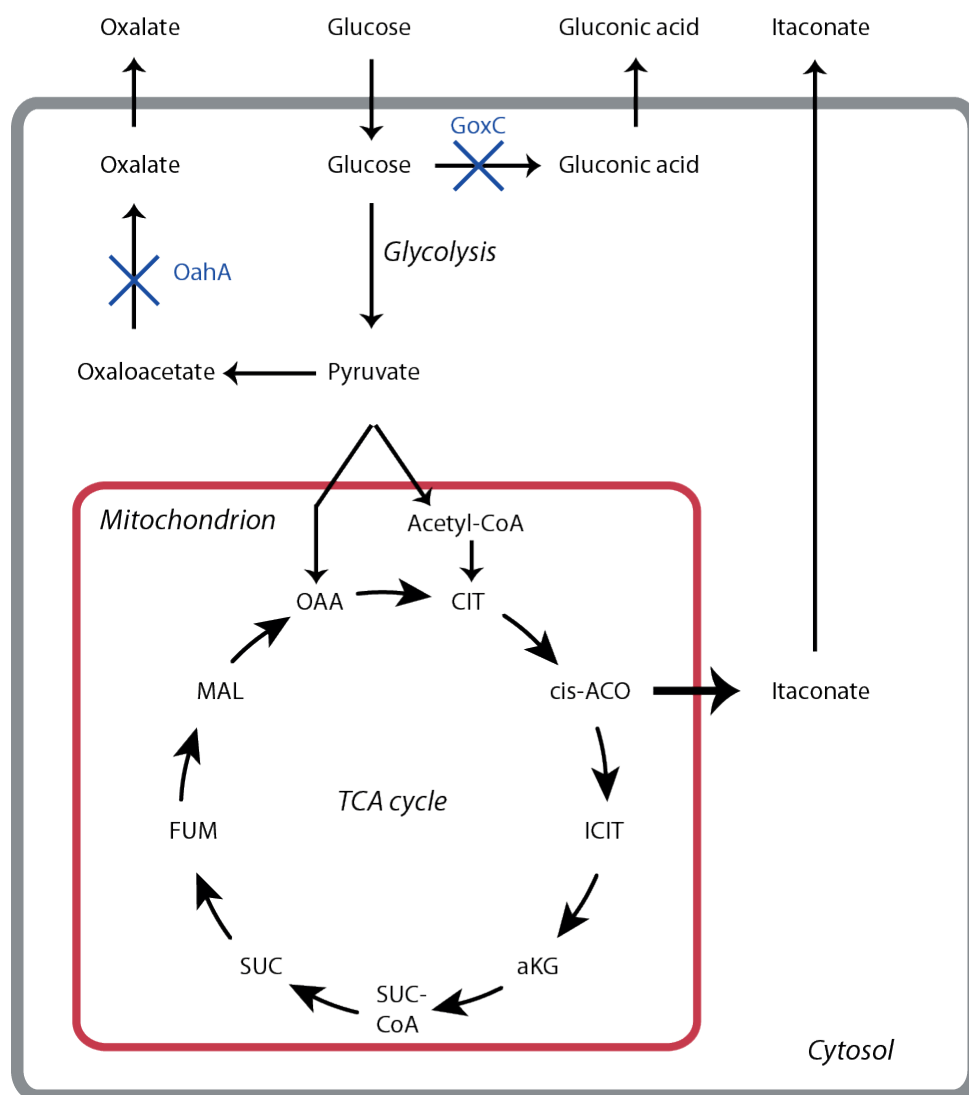 Oxalate
Glucose
Gluconic acid
Itaconate
GoxC
Oxalate
Glucose
Gluconic acid
Glycolysis
OahA
Oxaloacetate
Pyruvate
Mitochondrion
Acetyl-CoA
OAA
CIT
MAL
cis-ACO
Itaconate
TCA cycle
FUM
ICIT
SUC
aKG
SUC-
CoA
Cytosol